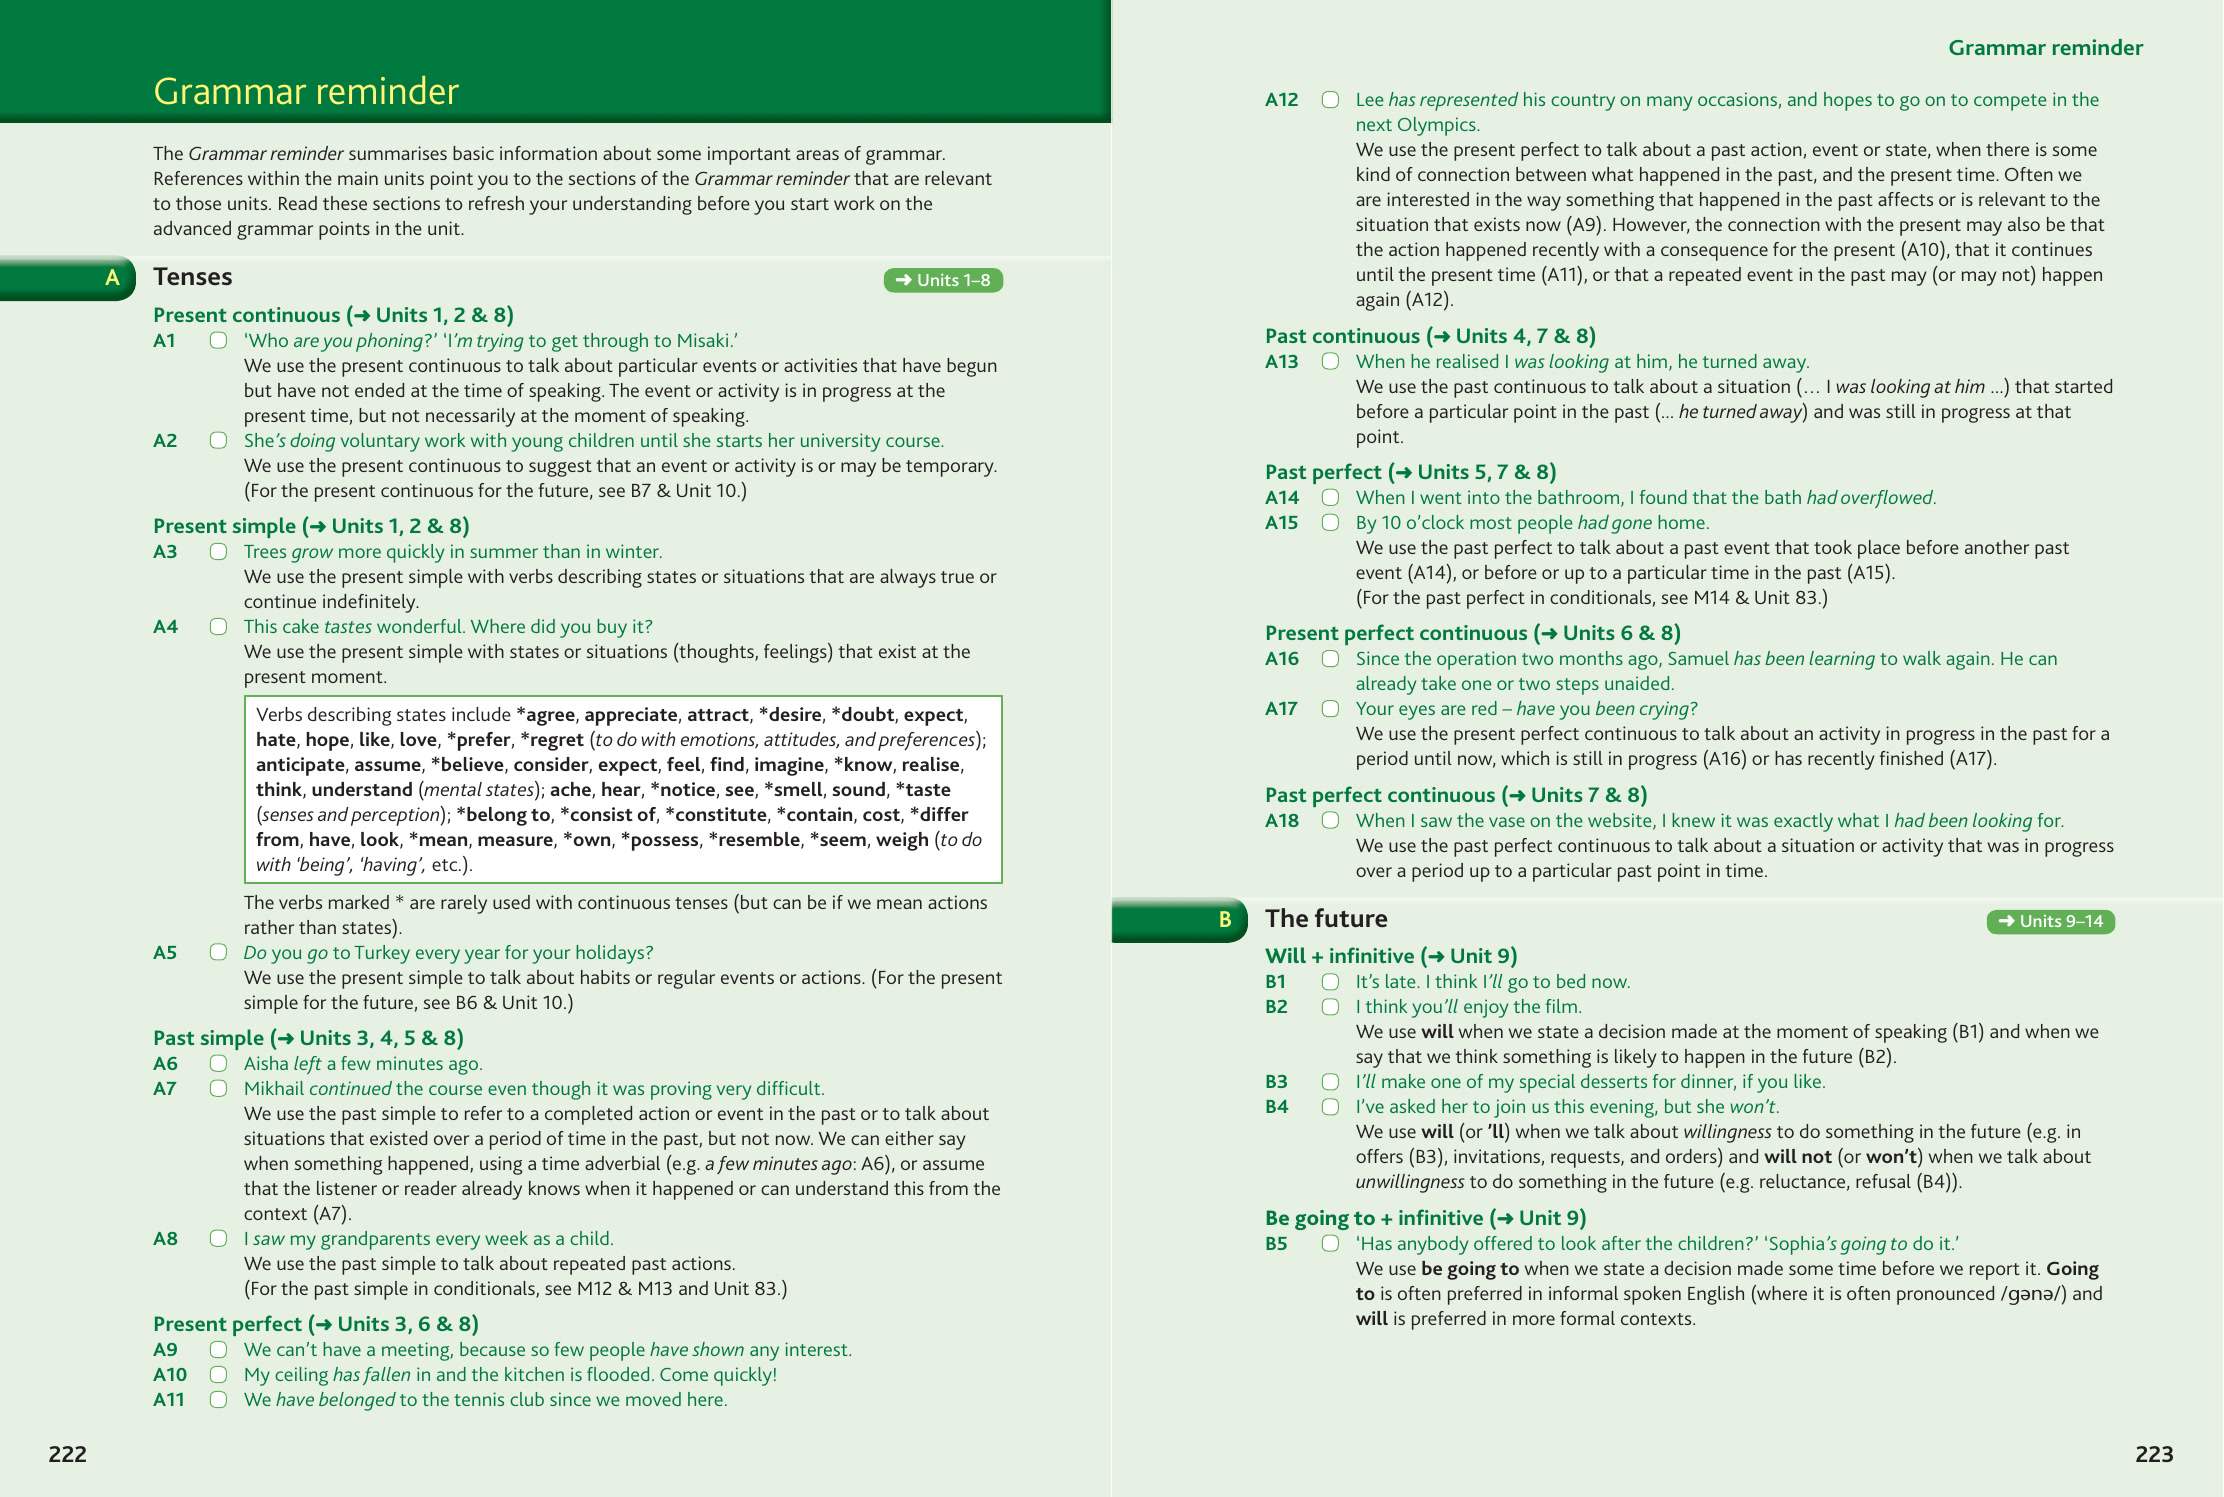 Grammar reminder
The Grammar reminder summarises basic information about some important areas of grammar.
References within the main units point you to the sections of the Grammar reminder that are relevant
to those units. Read these sections to refresh your understanding before you start work on the
advanced grammar points in the unit.
A Tenses ➜ Units 1–8
Present continuous (➜ Units 1, 2 & 8)
A1 ‘Who are you phoning?’ ‘I’m trying to get through to Misaki.’
We use the present continuous to talk about particular events or activities that have begun
but have not ended at the time of speaking. The event or activity is in progress at the
present time, but not necessarily at the moment of speaking.
A2 She’s doing voluntary work with young children until she starts her university course.
We use the present continuous to suggest that an event or activity is or may be temporary.
(For the present continuous for the future, see B7 & Unit 10.)
Present simple (➜ Units 1, 2 & 8)
A3 Trees grow more quickly in summer than in winter.
We use the present simple with verbs describing states or situations that are always true or
continue indefinitely.
A4 This cake tastes wonderful. Where did you buy it?
We use the present simple with states or situations (thoughts, feelings) that exist at the
present moment.
Verbs describing states include *agree, appreciate, attract, *desire, *doubt, expect,
hate, hope, like, love, *prefer, *regret (to do with emotions, attitudes, and preferences);
anticipate, assume, *believe, consider, expect, feel, find, imagine, *know, realise,
think, understand (mental states); ache, hear, *notice, see, *smell, sound, *taste
(senses and perception); *belong to, *consist of, *constitute, *contain, cost, *differ
from, have, look, *mean, measure, *own, *possess, *resemble, *seem, weigh (to do
with ‘being’, ‘having’, etc.).
The verbs marked * are rarely used with continuous tenses (but can be if we mean actions
rather than states).
A5 Do you go to Turkey every year for your holidays?
We use the present simple to talk about habits or regular events or actions. (For the present
simple for the future, see B6 & Unit 10.)
Past simple (➜ Units 3, 4, 5 & 8)
A6 Aisha left a few minutes ago.
A7 Mikhail continued the course even though it was proving very difficult.
We use the past simple to refer to a completed action or event in the past or to talk about
situations that existed over a period of time in the past, but not now. We can either say
when something happened, using a time adverbial (e.g. a few minutes ago: A6), or assume
that the listener or reader already knows when it happened or can understand this from the
context (A7).
A8 I saw my grandparents every week as a child.
We use the past simple to talk about repeated past actions.
(For the past simple in conditionals, see M12 & M13 and Unit 83.)
Present perfect (➜ Units 3, 6 & 8)
A9 We can’t have a meeting, because so few people have shown any interest.
A10 My ceiling has fallen in and the kitchen is flooded. Come quickly!
A11 We have belonged to the tennis club since we moved here.
222
Grammar reminder
A12 Lee has represented his country on many occasions, and hopes to go on to compete in the
next Olympics.
We use the present perfect to talk about a past action, event or state, when there is some
kind of connection between what happened in the past, and the present time. Often we
are interested in the way something that happened in the past affects or is relevant to the
situation that exists now (A9). However, the connection with the present may also be that
the action happened recently with a consequence for the present (A10), that it continues
until the present time (A11), or that a repeated event in the past may (or may not) happen
again (A12).
Past continuous (➜ Units 4, 7 & 8)
A13 When he realised I was looking at him, he turned away.
We use the past continuous to talk about a situation (… I was looking at him ...) that started
before a particular point in the past (... he turned away) and was still in progress at that
point.
Past perfect (➜ Units 5, 7 & 8)
A14 When I went into the bathroom, I found that the bath had overflowed.
A15 By 10 o’clock most people had gone home.
We use the past perfect to talk about a past event that took place before another past
event (A14), or before or up to a particular time in the past (A15).
(For the past perfect in conditionals, see M14 & Unit 83.)
Present perfect continuous (➜ Units 6 & 8)
A16 Since the operation two months ago, Samuel has been learning to walk again. He can
already take one or two steps unaided.
A17 Your eyes are red – have you been crying?
We use the present perfect continuous to talk about an activity in progress in the past for a
period until now, which is still in progress (A16) or has recently finished (A17).
Past perfect continuous (➜ Units 7 & 8)
A18 When I saw the vase on the website, I knew it was exactly what I had been looking for.
We use the past perfect continuous to talk about a situation or activity that was in progress
over a period up to a particular past point in time.
B The future ➜ Units 9–14
Will + infinitive (➜ Unit 9)
B1 It’s late. I think I’ll go to bed now.
B2 I think you’ll enjoy the film.
We use will when we state a decision made at the moment of speaking (B1) and when we
say that we think something is likely to happen in the future (B2).
B3 I’ll make one of my special desserts for dinner, if you like.
B4 I’ve asked her to join us this evening, but she won’t.
We use will (or ’ll) when we talk about willingness to do something in the future (e.g. in
offers (B3), invitations, requests, and orders) and will not (or won’t) when we talk about
unwillingness to do something in the future (e.g. reluctance, refusal (B4)).
Be going to + infinitive (➜ Unit 9)
B5 ‘Has anybody offered to look after the children?’ ‘Sophia’s going to do it.’
We use be going to when we state a decision made some time before we report it. Going
to is often preferred in informal spoken English (where it is often pronounced /gənə/) and
will is preferred in more formal contexts.
223